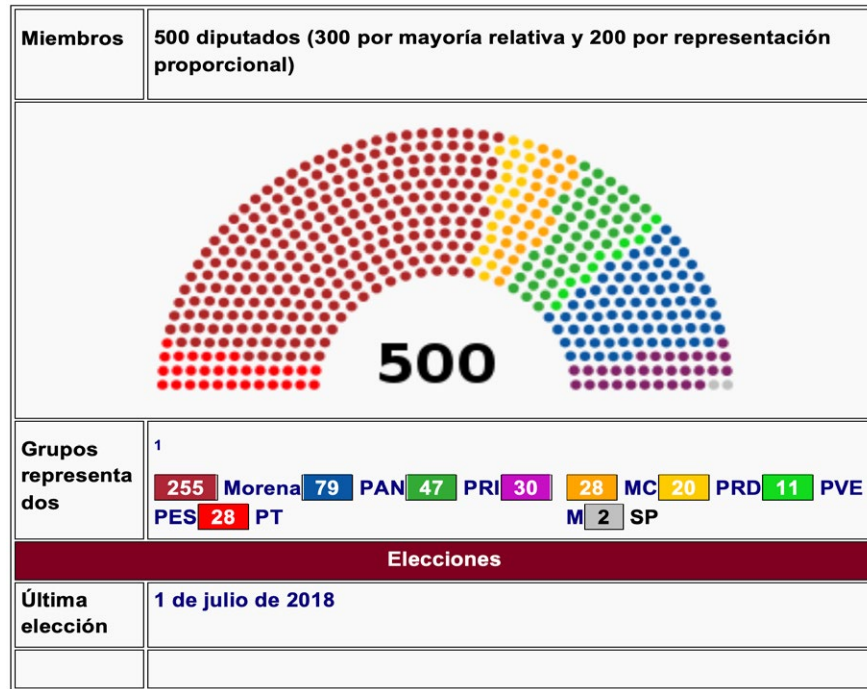 Miembros
500 diputados (300 por mayoría relativa y 200 por representación
proporcional)
500
Grupos
representa
dos
1
255 Morena 79 PAN 47 PRI 30
PES 28 PT
28 MC 20 PRD 11 PVE
M 2 SP
Elecciones
Última
elección
1 de julio de 2018